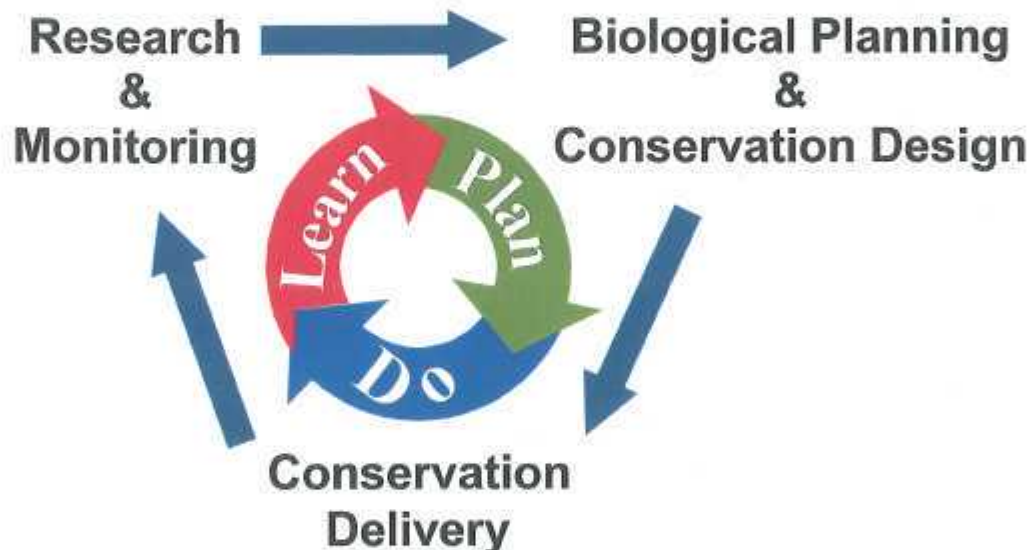 Research
&
Monitoring
Biological Planning
&
Conservation Design
Learn
Plan
Do
Conservation
Delivery